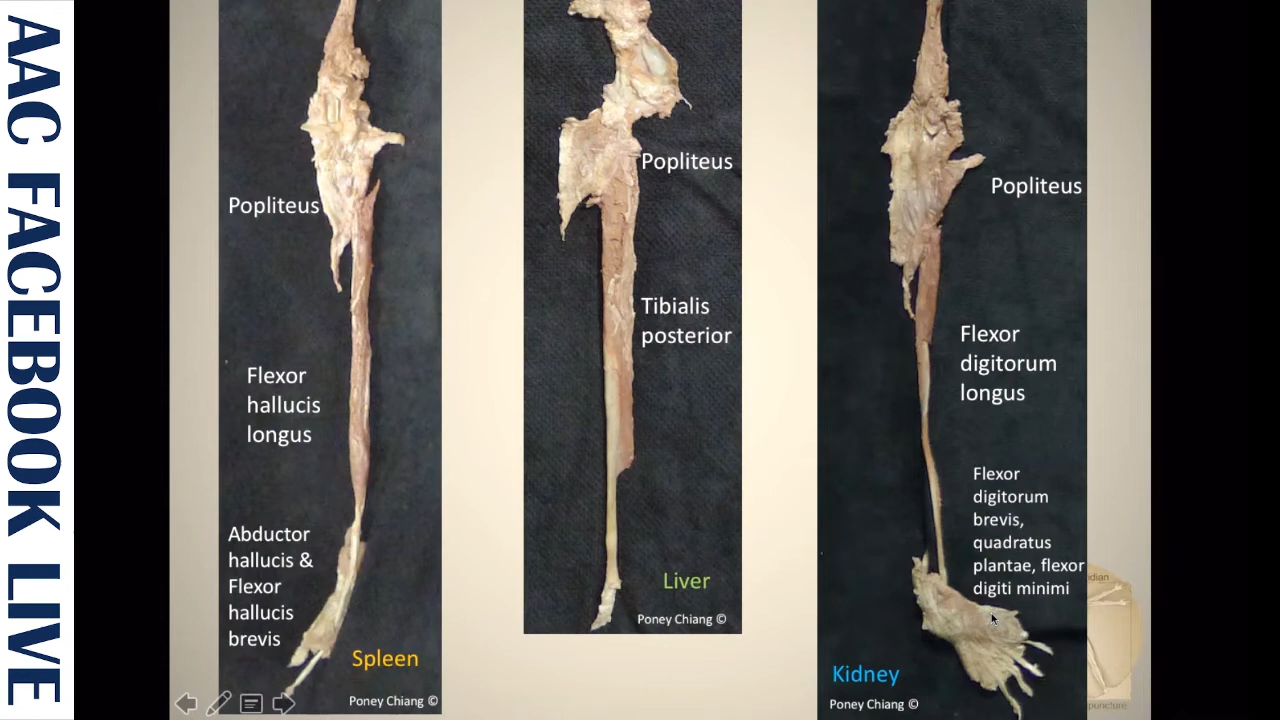 AAC FACEBOOK LIVE
Popliteus
Flexor
hallucis
longus
Abductor
hallucis &
Flexor
hallucis
brevis
Spleen
Poney Chiang ©
Popliteus
Tibialis
posterior
Liver
Poney Chiang ©
Popliteus
Flexor
digitorum
longus
Flexor
digitorum
brevis,
quadratus
plantae, flexor
digiti minimi
Kidney
Poney Chiang ©